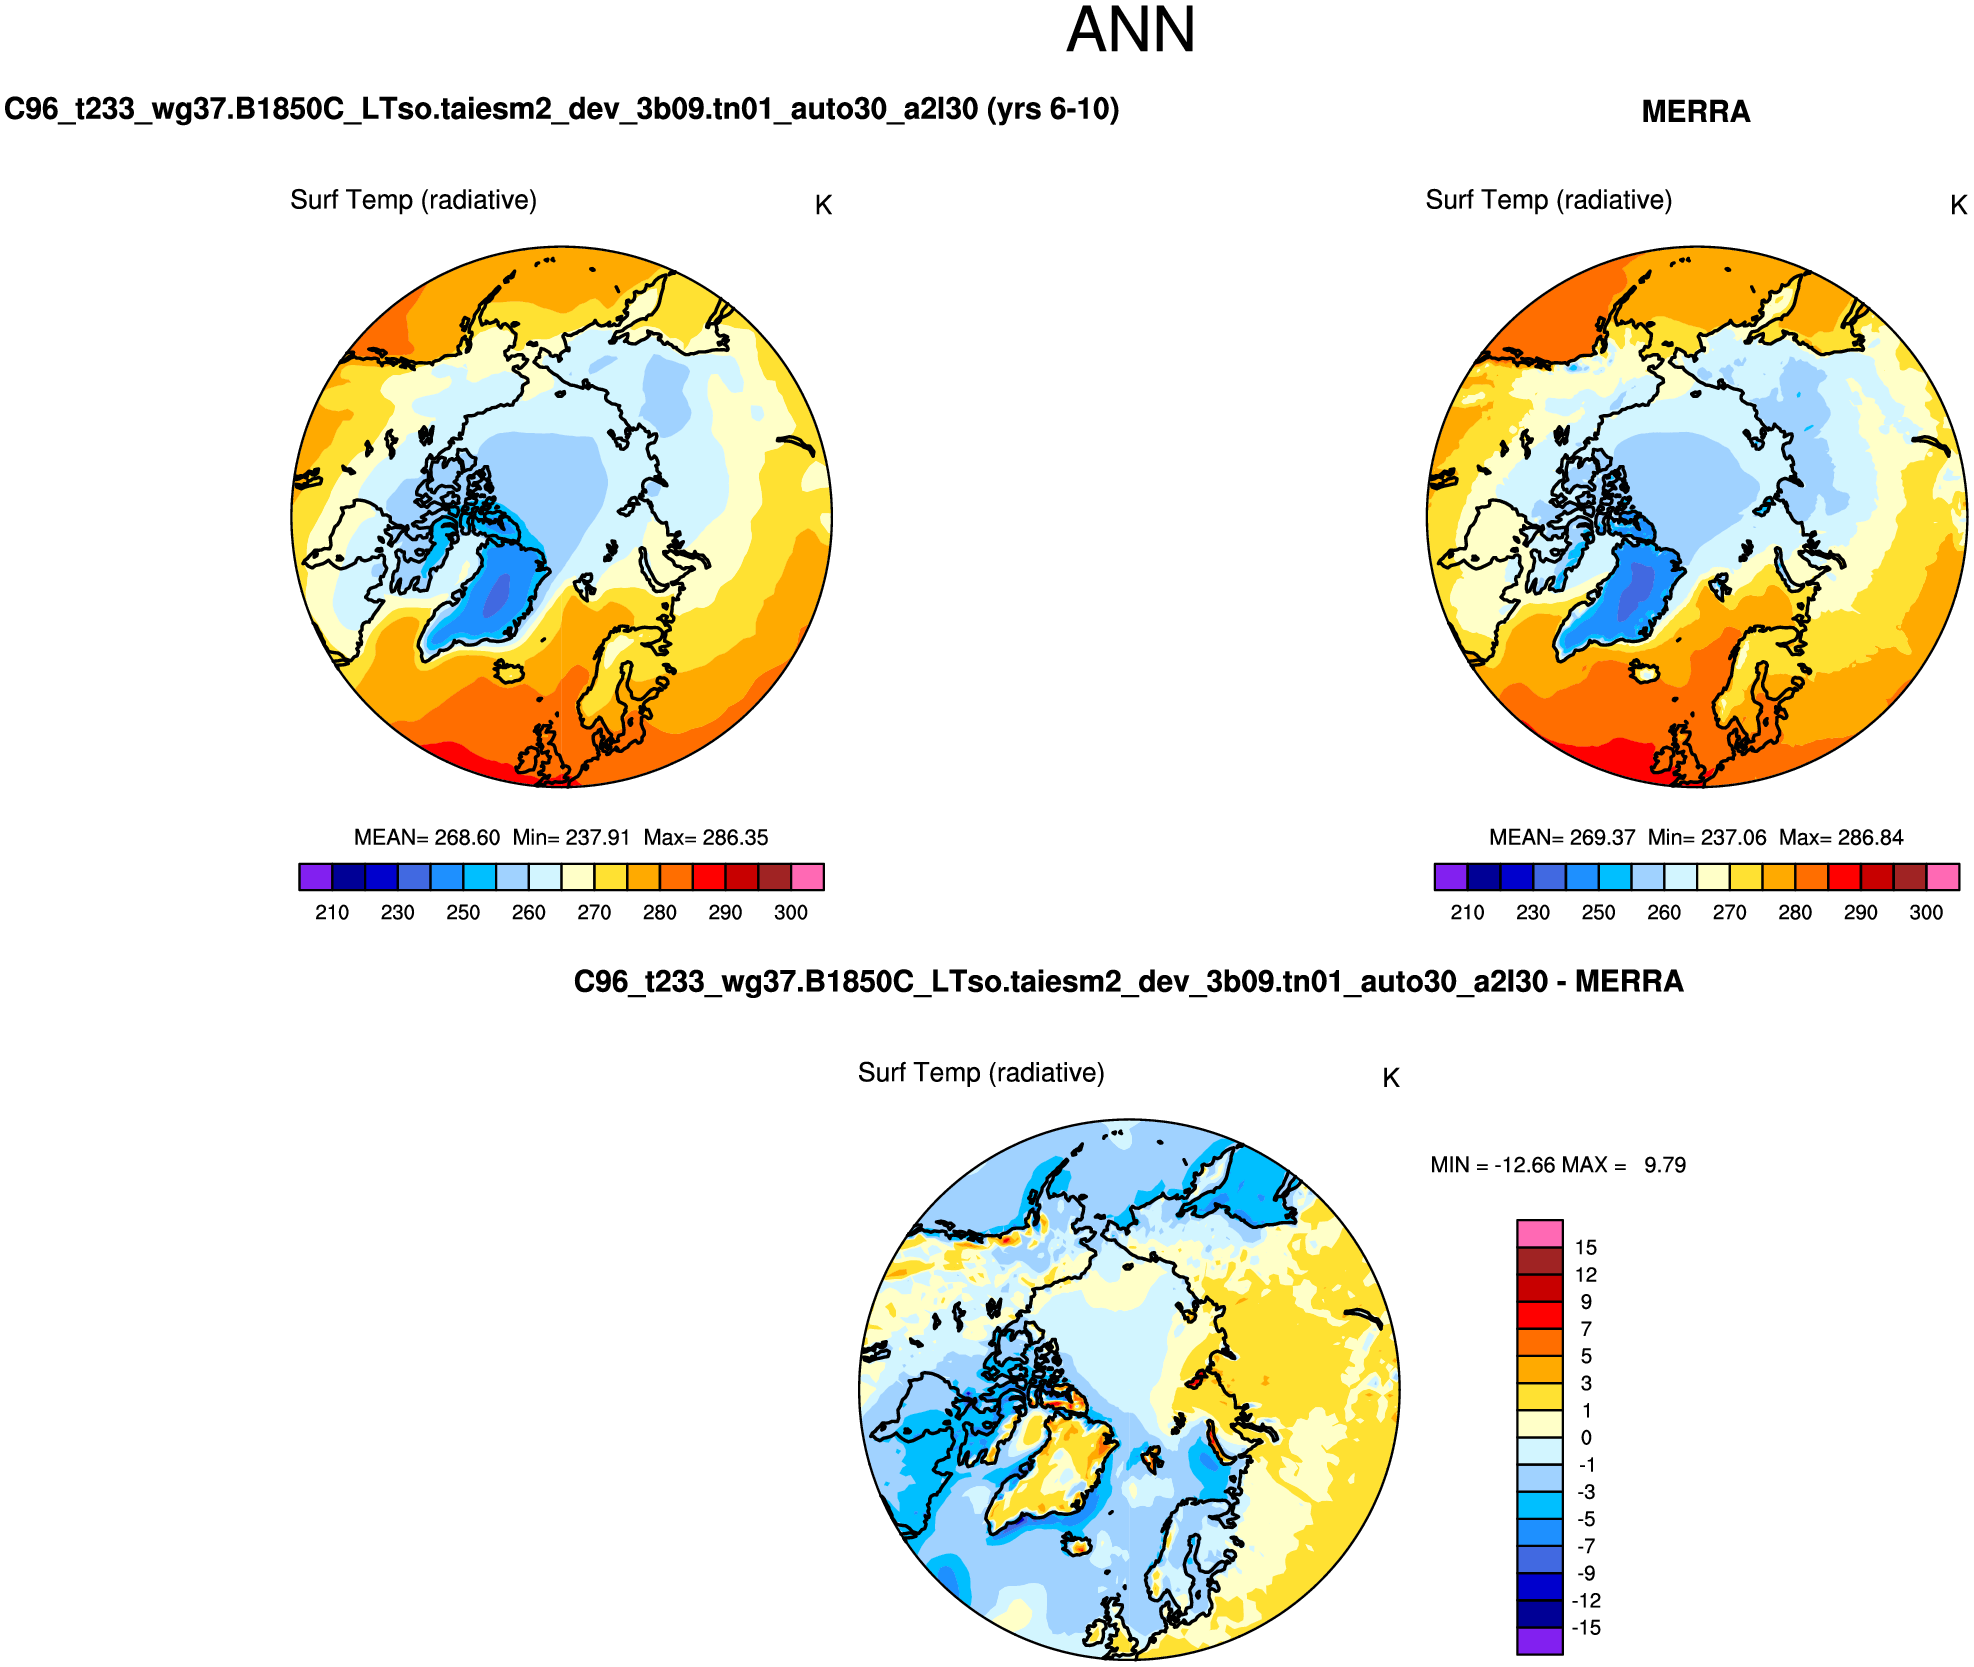 ANN
C96_t233_wg37.B1850C_LTso.taiesm2_dev_3b09.tn01_auto30_a2l30 (yrs 6-10)
MERRA
Surf Temp (radiative) K
Surf Temp (radiative) K
MEAN= 268.60 Min= 237.91 Max= 286.35
MEAN= 269.37 Min= 237.06 Max= 286.84
210 230 250 260 270 280 290 300
210 230 250 260 270 280 290 300
C96_t233_wg37.B1850C_LTso.taiesm2_dev_3b09.tn01_auto30_a2l30 - MERRA
Surf Temp (radiative) K
MIN = -12.66 MAX = 9.79
15
12
9
7
5
3
1
0
-1
-3
-5
-7
-9
-12
-15